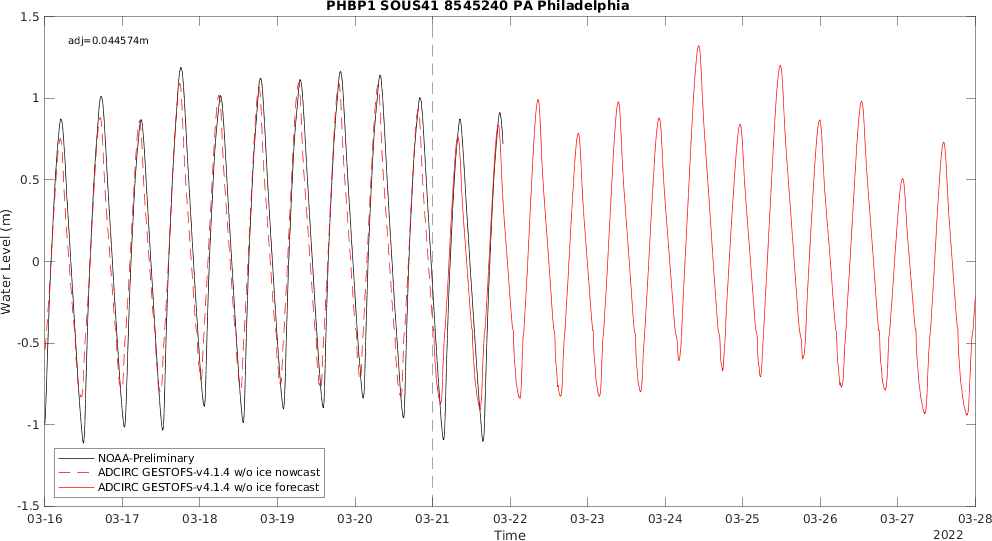 PHBP1 SOUS41 8545240 PA Philadelphia
adj=0.044574m
1.5
1
0.5
0
-0.5
-1
-1.5
Water Level (m)
NOAA-Preliminary
ADCIRC GESTOFS-v4.1.4 w/o ice nowcast
ADCIRC GESTOFS-v4.1.4 w/o ice forecast
03-16 03-17 03-18 03-19 03-20 03-21 03-22 03-23 03-24 03-25 03-26 03-27 03-28
Time
2022